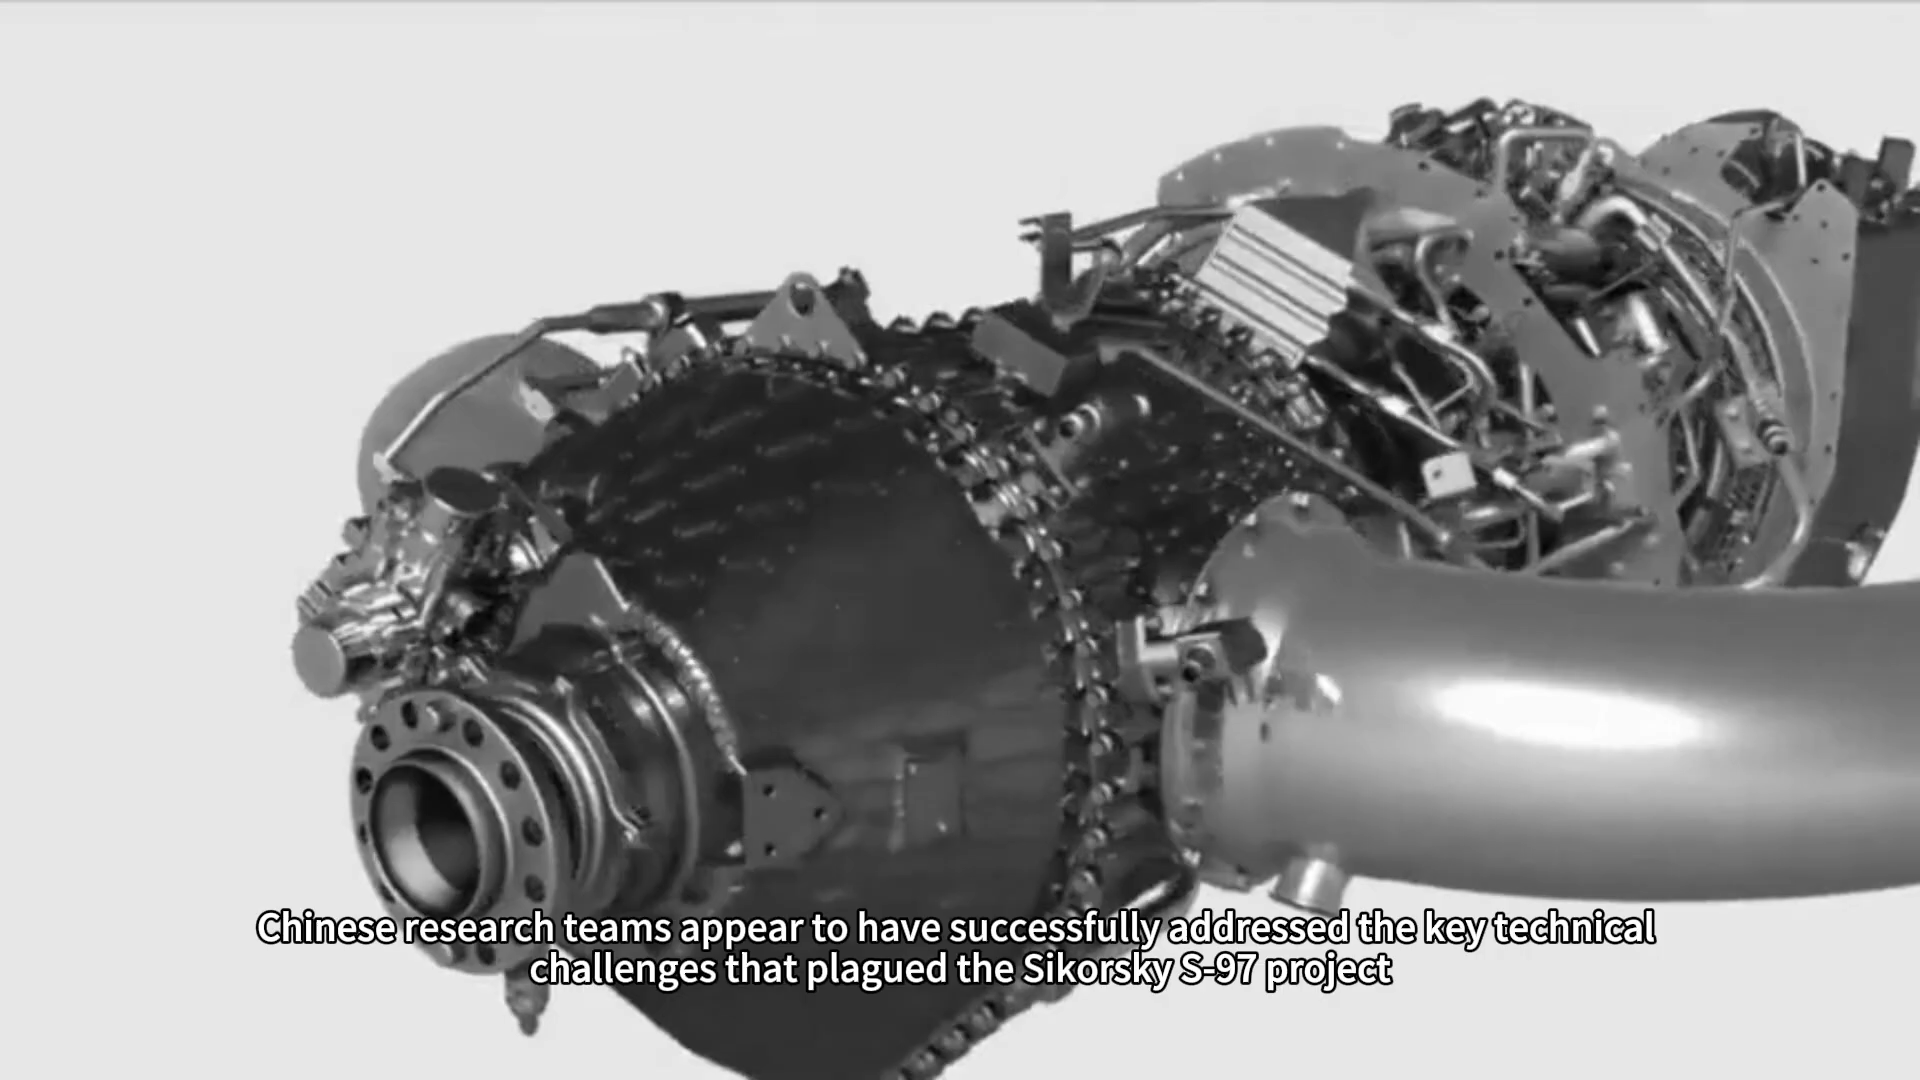 Chinese research teams appear to have successfully addressed the key technical
challenges that plagued the Sikorsky S-97 project